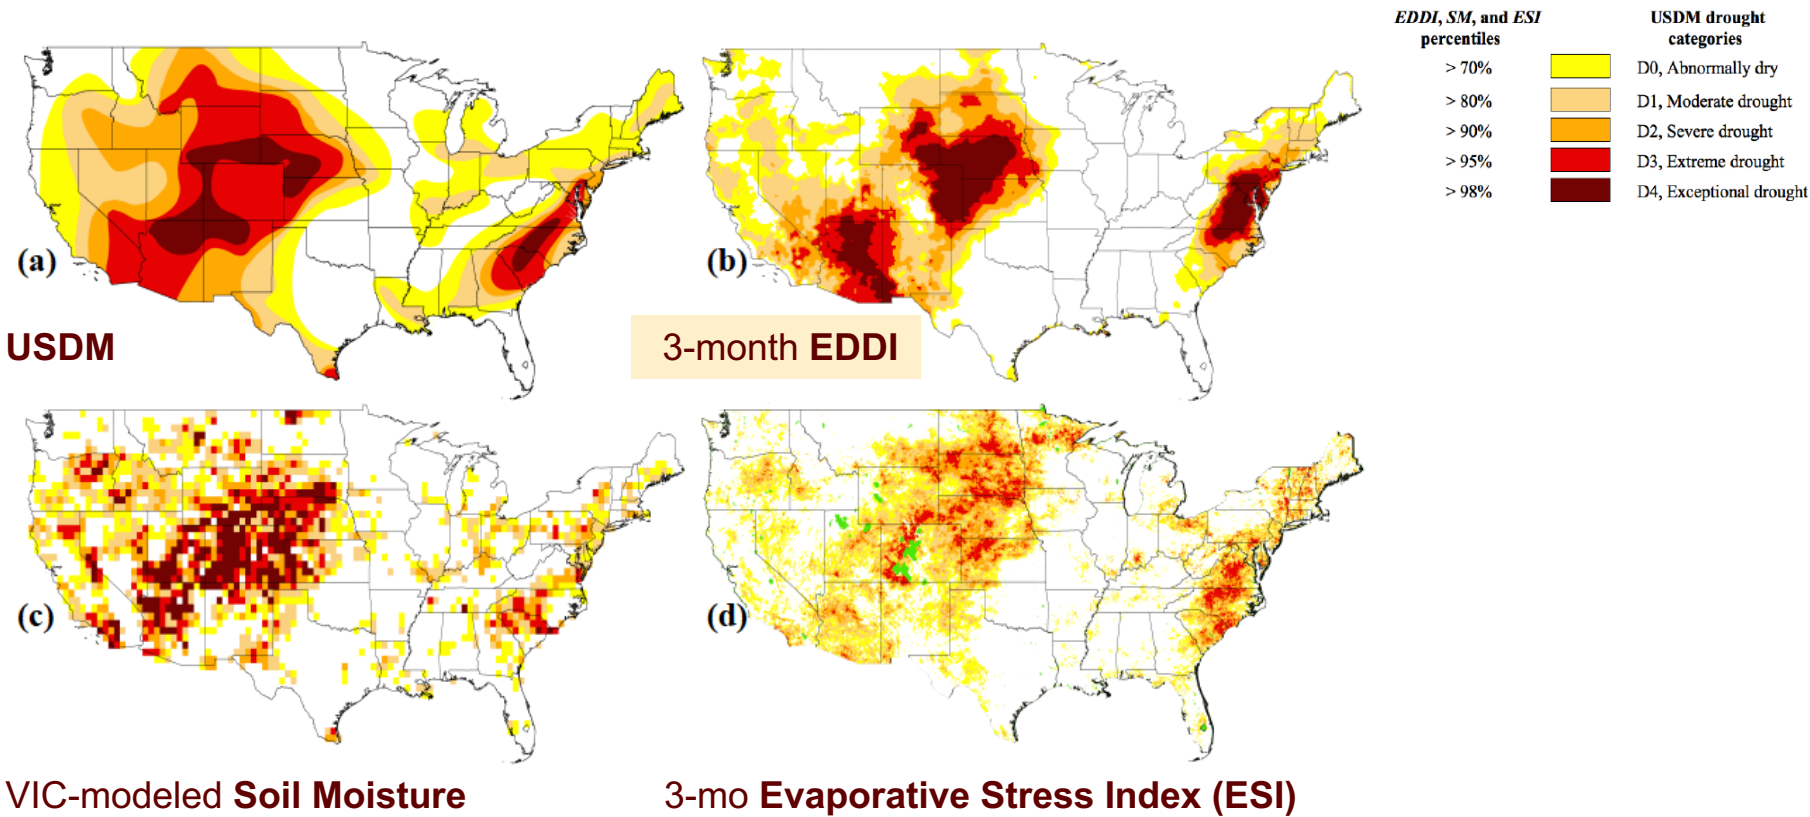 EDDI, SM, and ESI
percentiles
USDM drought
categories
> 70%
D0, Abnormally dry
> 80%
D1, Moderate drought
> 90%
D2, Severe drought
> 95%
D3, Extreme drought
> 98%
D4, Exceptional drought
(a)
(b)
USDM
3-month EDDI
(c)
(d)
VIC-modeled Soil Moisture
3-mo Evaporative Stress Index (ESI)